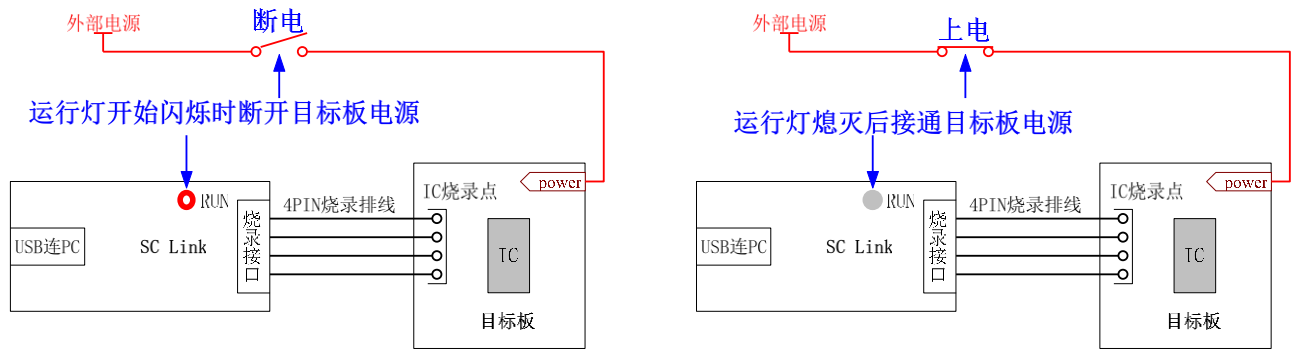 外部电源
断电
运行灯开始闪烁时断开目标板电源
RUN
USB连PC
SC Link
烧录接口
4PIN烧录排线
IC烧录点
power
TC
目标板
外部电源
上电
运行灯熄灭后接通目标板电源
RUN
USB连PC
SC Link
烧录接口
4PIN烧录排线
IC烧录点
power
TC
目标板